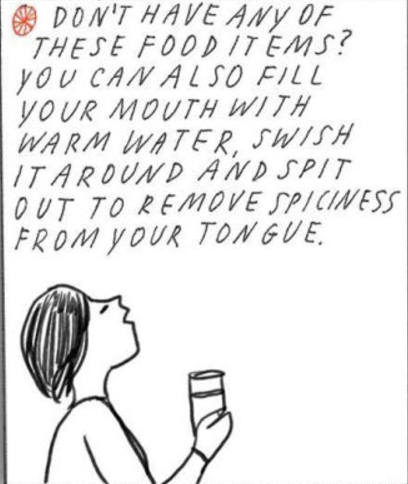 DON'T HAVE ANY OF
THESE FOOD ITEMS?
YOU CAN ALSO FILL
YOUR MOUTH WITH
WARM WATER, SWISH
IT AROUND AND SPIT
OUT TO REMOVE SPICINESS
FROM YOUR TONGUE.